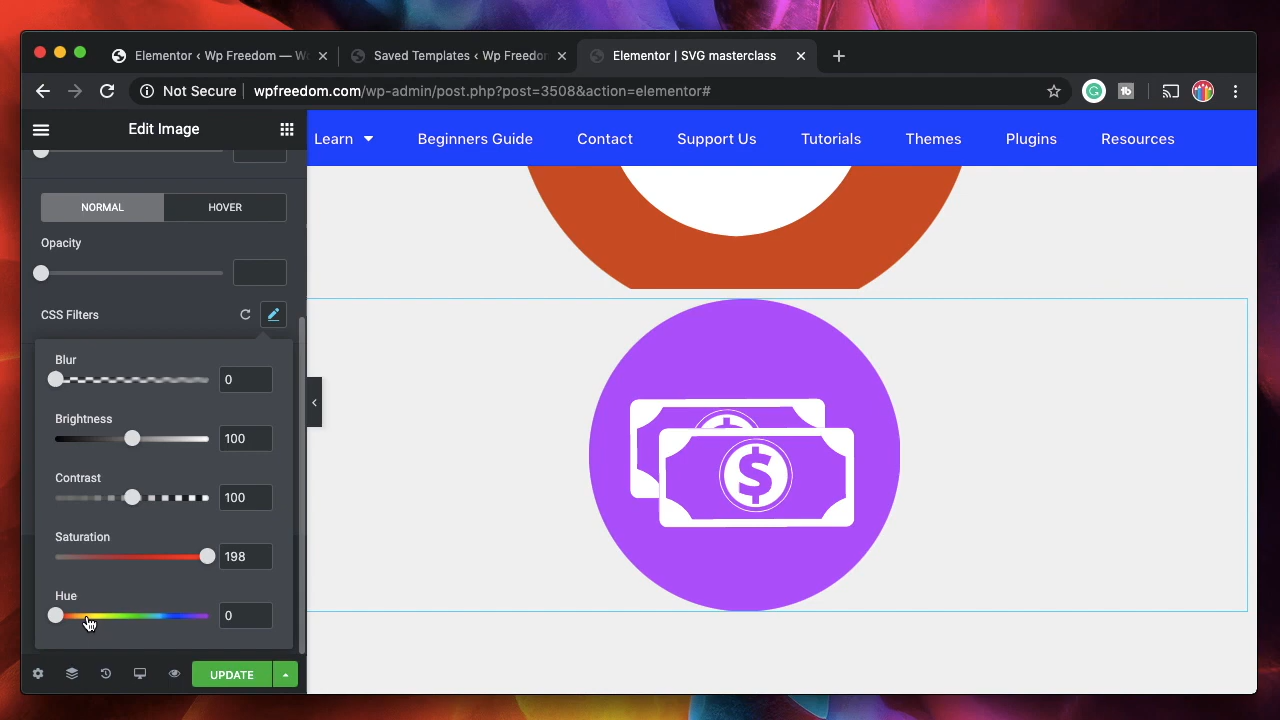 Elementor ‹ Wp Freedom — W
Saved Templates ‹ Wp Freedo
Elementor | SVG masterclass
Not Secure
wpfreedom.com/wp-admin/post.php?post=3508&action=elementor#
Edit Image
Learn
Beginners Guide
Contact
Support Us
Tutorials
Themes
Plugins
Resources
NORMAL
HOVER
Opacity
CSS Filters
Blur
0
Brightness
100
Contrast
100
Saturation
198
Hue
0
UPDATE
$
$